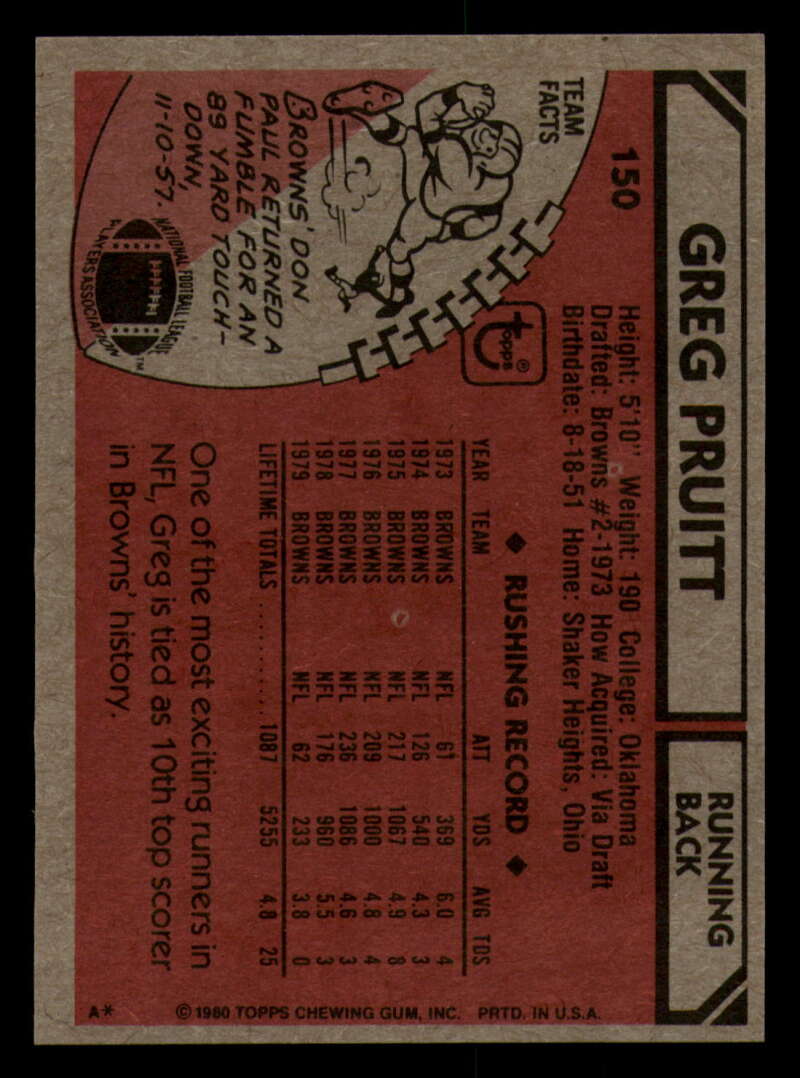 GREG PRUITT
RUNNING
BACK
150
Height: 5'10" Weight: 190 College: Oklahoma
Drafted: Browns #2-1973 How Acquired: Via Draft
Birthdate: 8-18-51 Home: Shaker Heights, Ohio
TEAM
FACTS
BROWNS' DON
PAUL RETURNED A
FUMBLE FOR AN
89 YARD TOUCH-
DOWN,
11-10-57.
topps®
NATIONAL FOOTBALL LEAGUE
PLAYERS ASSOCIATION
TM
◆ RUSHING RECORD ◆
YEAR TEAM ATT YDS AVG TDS
1973 BROWNS NFL 61 369 6.0 4
1974 BROWNS NFL 126 540 4.3 3
1975 BROWNS NFL 217 1067 4.9 8
1976 BROWNS NFL 209 1000 4.8 4
1977 BROWNS NFL 236 1086 4.6 3
1978 BROWNS NFL 176 960 5.5 3
1979 BROWNS NFL 62 233 3.8 0
LIFETIME TOTALS .......... 1087 5255 4.8 25
One of the most exciting runners in
NFL, Greg is tied as 10th top scorer
in Browns' history.
A* © 1980 TOPPS CHEWING GUM, INC. PRTD. IN U.S.A.